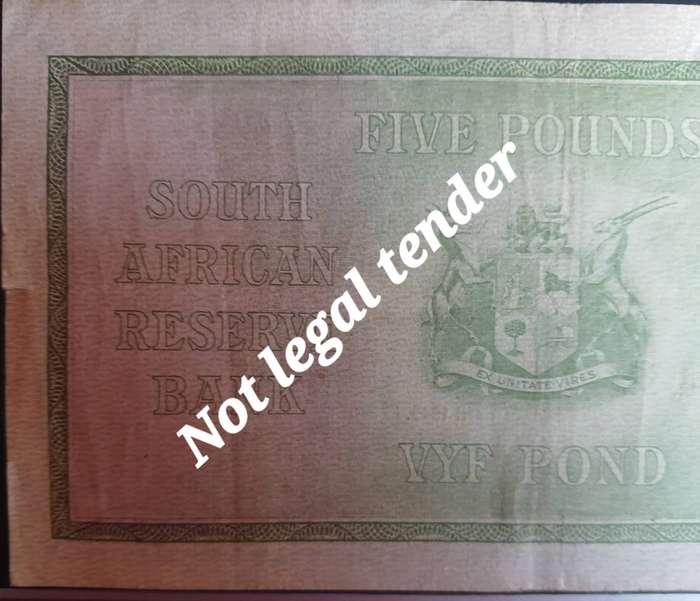 FIVE POUNDS
SOUTH
AFRICAN
RESERVE
BANK
EX UNITATE VIRES
VYF POND
Not legal tender